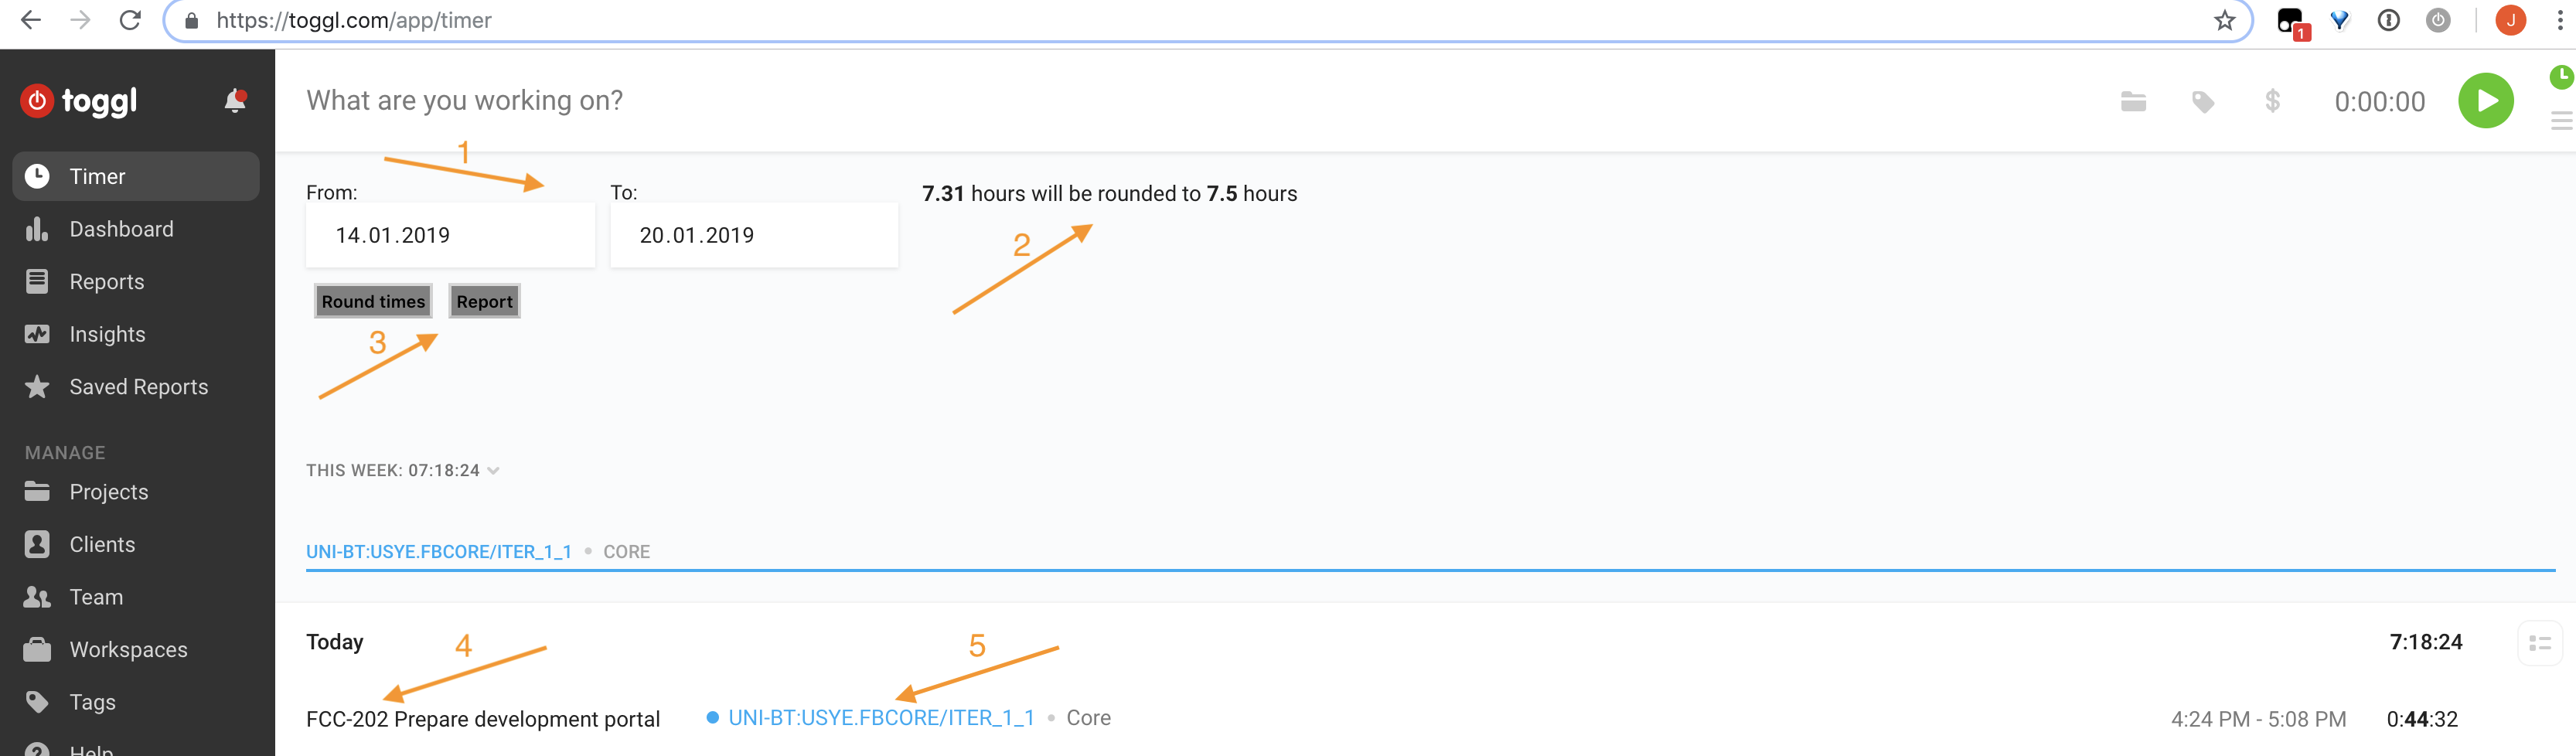 https://toggl.com/app/timer
1
J
toggl
What are you working on?
0:00:00
Timer
Dashboard
Reports
Insights
Saved Reports
MANAGE
Projects
Clients
Team
Workspaces
Tags
Help
1
From:
To:
7.31 hours will be rounded to 7.5 hours
14.01.2019
20.01.2019
2
Round times
Report
3
THIS WEEK: 07:18:24
UNI-BT:USYE.FBCORE/ITER_1_1 • CORE
Today
4
5
7:18:24
FCC-202 Prepare development portal
UNI-BT:USYE.FBCORE/ITER_1_1 • Core
4:24 PM - 5:08 PM
0:44:32